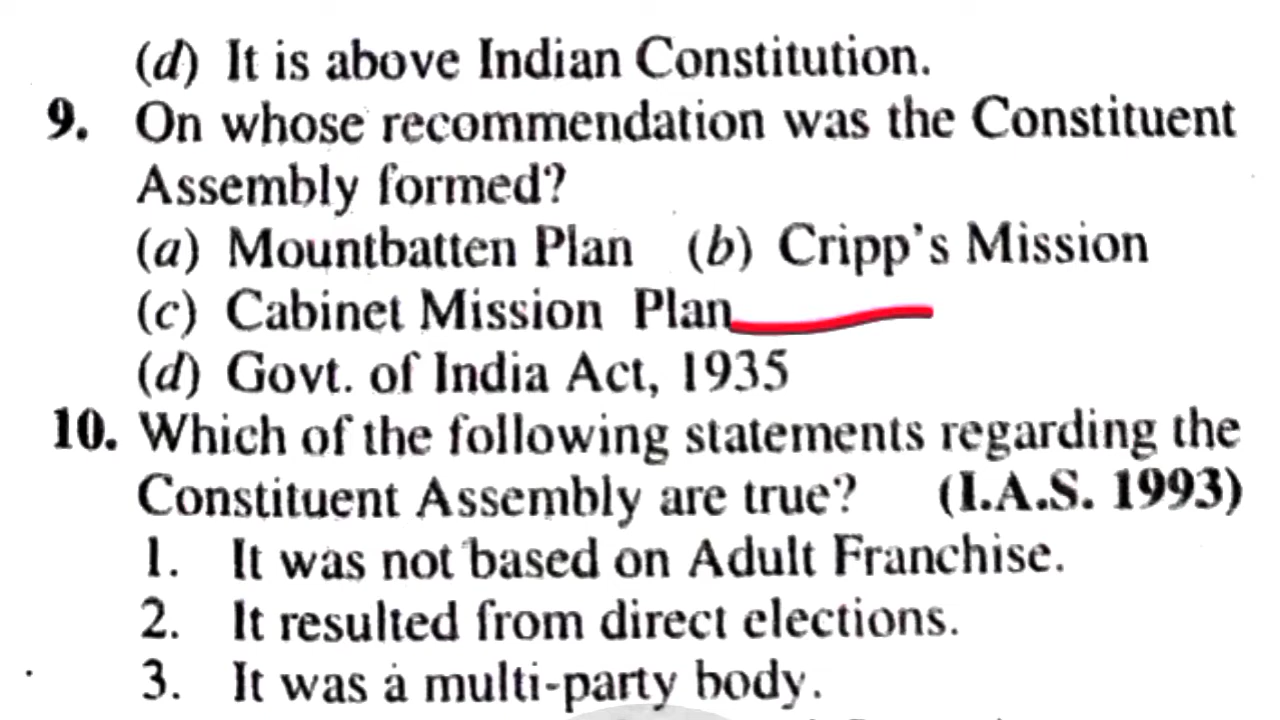 (d) It is above Indian Constitution.
9. On whose recommendation was the Constituent
Assembly formed?
(a) Mountbatten Plan (b) Cripp's Mission
(c) Cabinet Mission Plan
(d) Govt. of India Act, 1935
10. Which of the following statements regarding the
Constituent Assembly are true? (I.A.S. 1993)
1. It was not based on Adult Franchise.
2. It resulted from direct elections.
3. It was a multi-party body.